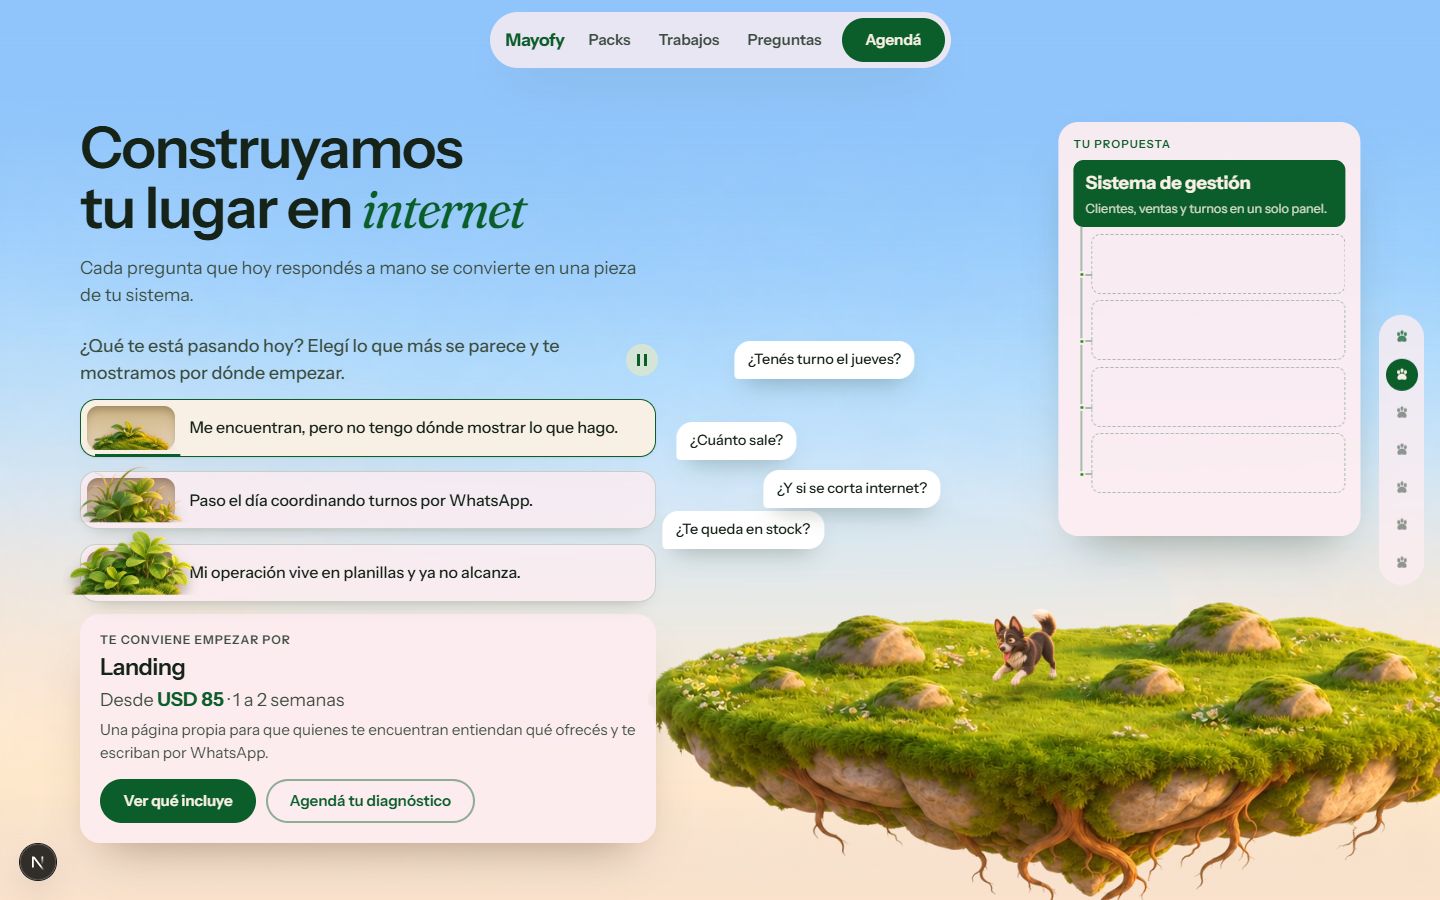 Mayofy Packs Trabajos Preguntas Agendá
Construyamos
tu lugar en internet
Cada pregunta que hoy respondés a mano se convierte en una pieza
de tu sistema.
¿Qué te está pasando hoy? Elegí lo que más se parece y te
mostramos por dónde empezar.
Me encuentran, pero no tengo dónde mostrar lo que hago.
Paso el día coordinando turnos por WhatsApp.
Mi operación vive en planillas y ya no alcanza.
TE CONVIENE EMPEZAR POR
Landing
Desde USD 85 · 1 a 2 semanas
Una página propia para que quienes te encuentran entiendan qué ofrecés y te
escriban por WhatsApp.
Ver qué incluye
Agendá tu diagnóstico
¿Tenés turno el jueves?
¿Cuánto sale?
¿Y si se corta internet?
¿Te queda en stock?
TU PROPUESTA
Sistema de gestión
Clientes, ventas y turnos en un solo panel.
N